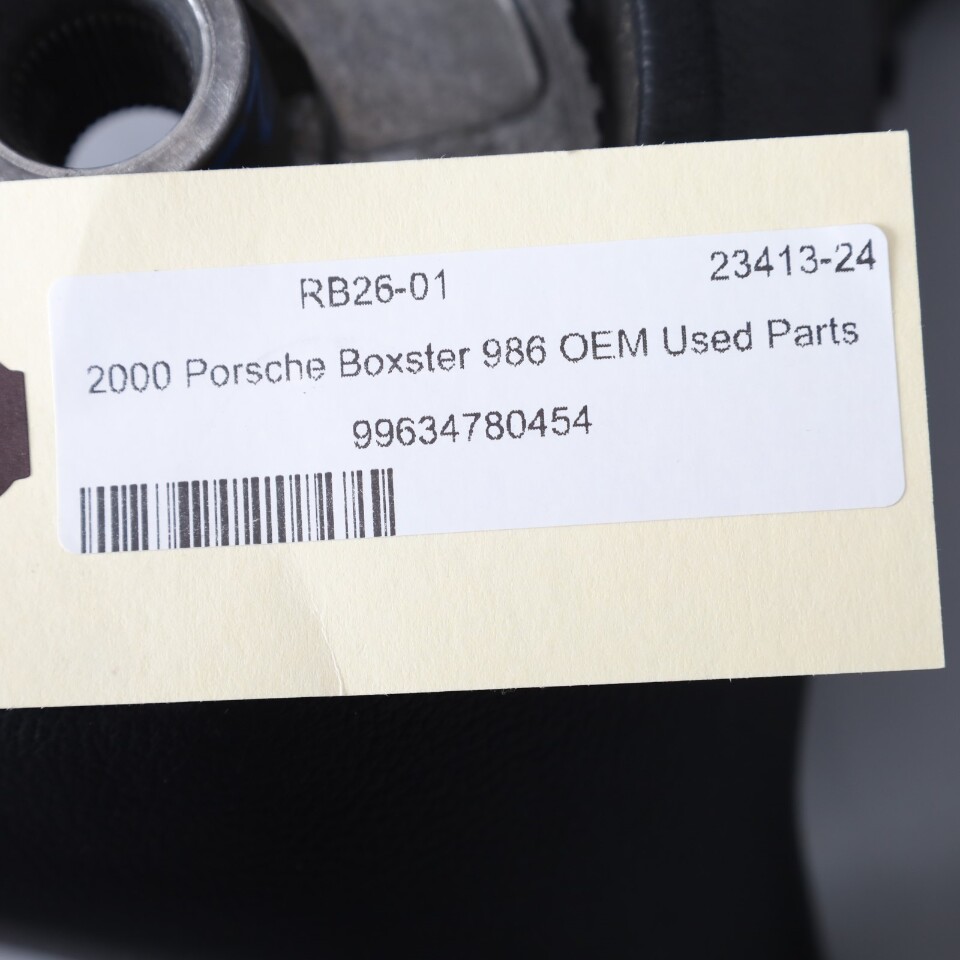 RB26-01 23413-24
2000 Porsche Boxster 986 OEM Used Parts
99634780454